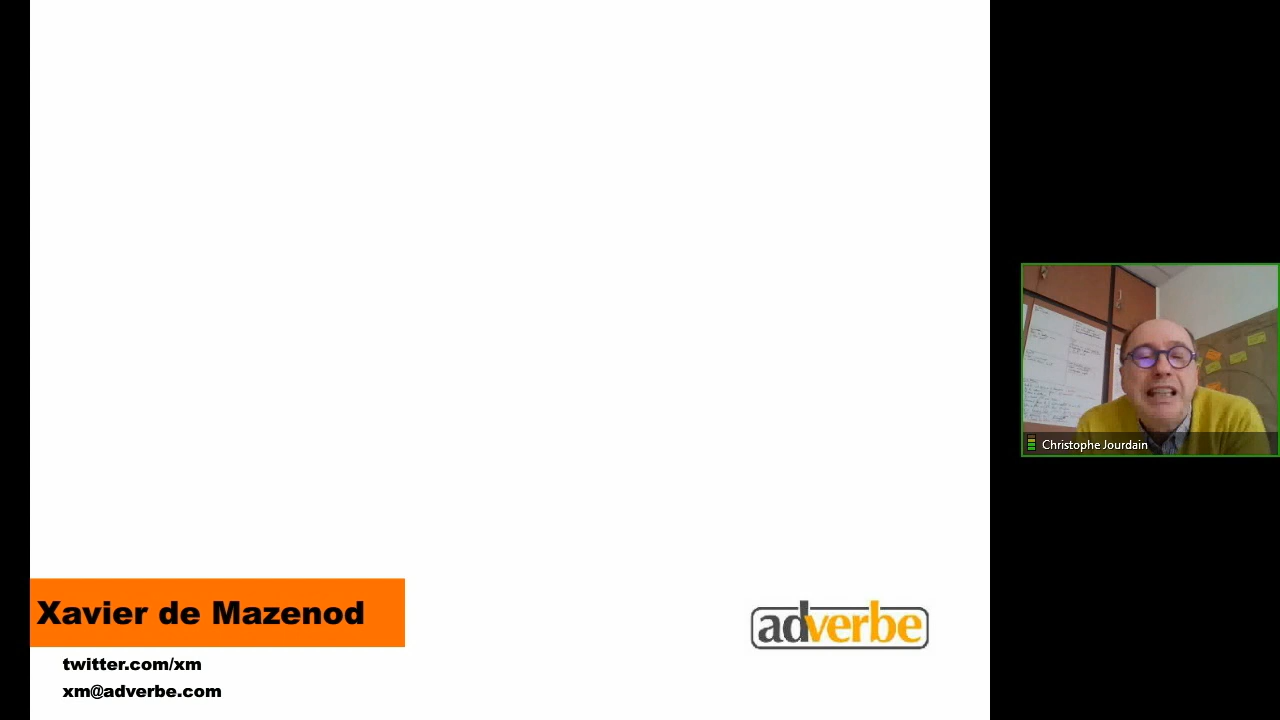 Xavier de Mazenod
twitter.com/xm
xm@adverbe.com
adverbe
Christophe Jourdain